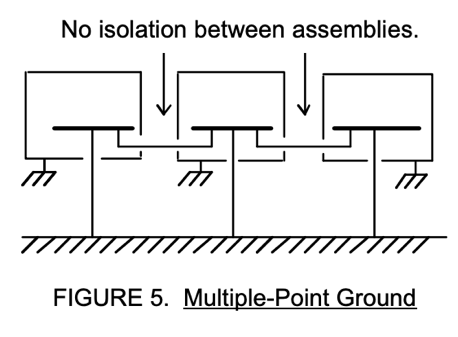 No isolation between assemblies.
FIGURE 5. Multiple-Point Ground